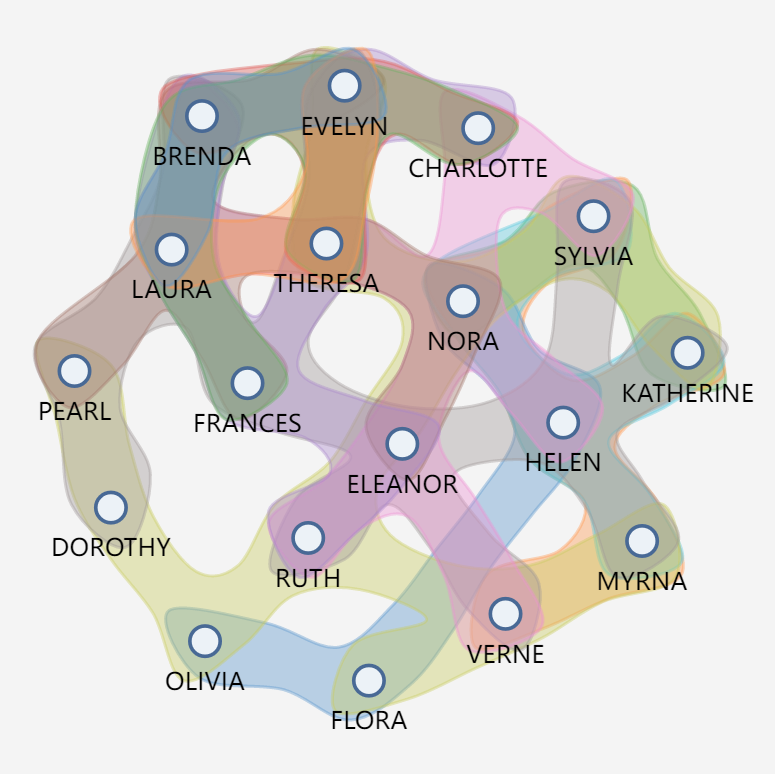 EVELYN
BRENDA
CHARLOTTE
SYLVIA
THERESA
LAURA
NORA
KATHERINE
PEARL
FRANCES
HELEN
ELEANOR
DOROTHY
RUTH
MYRNA
VERNE
OLIVIA
FLORA